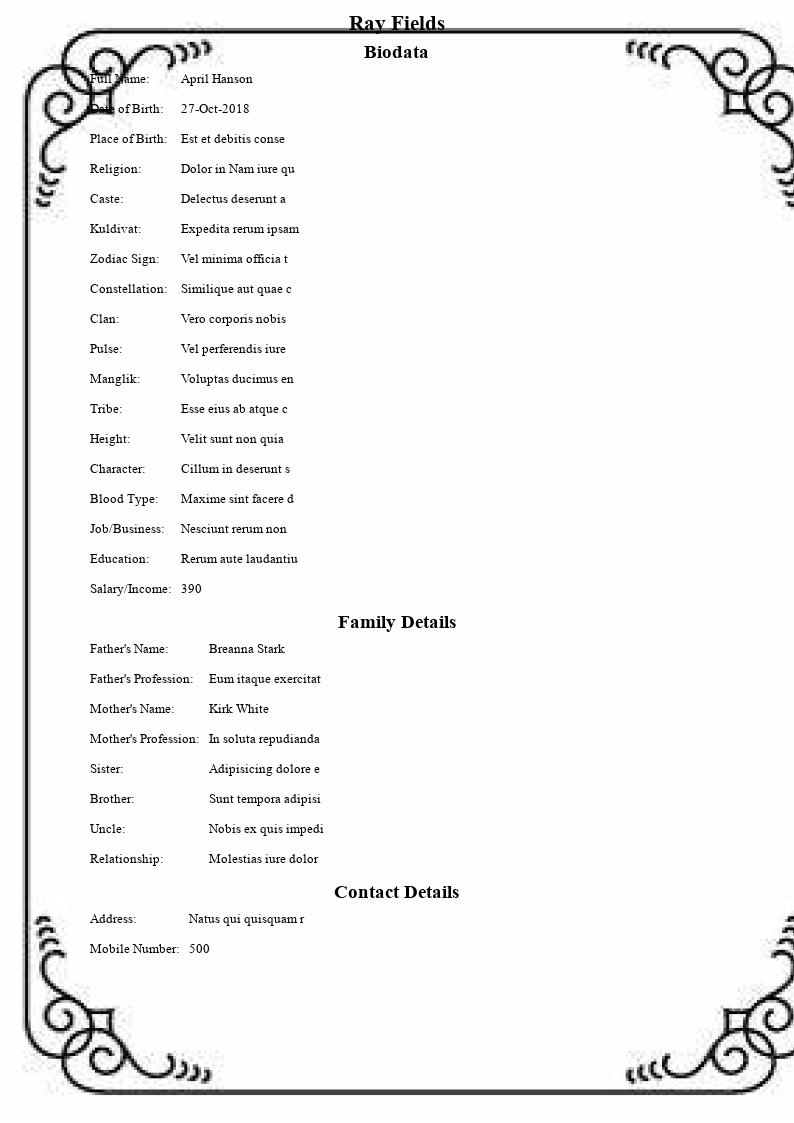 Ray Fields
Biodata
Full Name: April Hanson
Date of Birth: 27-Oct-2018
Place of Birth: Est et debitis conse
Religion: Dolor in Nam iure qu
Caste: Delectus deserunt a
Kuldivat: Expedita rerum ipsam
Zodiac Sign: Vel minima officia t
Constellation: Similique aut quae c
Clan: Vero corporis nobis
Pulse: Vel perferendis iure
Manglik: Voluptas ducimus en
Tribe: Esse eius ab atque c
Height: Velit sunt non quia
Character: Cillum in deserunt s
Blood Type: Maxime sint facere d
Job/Business: Nesciunt rerum non
Education: Rerum aute laudantiu
Salary/Income: 390
Family Details
Father's Name: Breanna Stark
Father's Profession: Eum itaque exercitat
Mother's Name: Kirk White
Mother's Profession: In soluta repudianda
Sister: Adipisicing dolore e
Brother: Sunt tempora adipisi
Uncle: Nobis ex quis impedi
Relationship: Molestias iure dolor
Contact Details
Address: Natus qui quisquam r
Mobile Number: 500